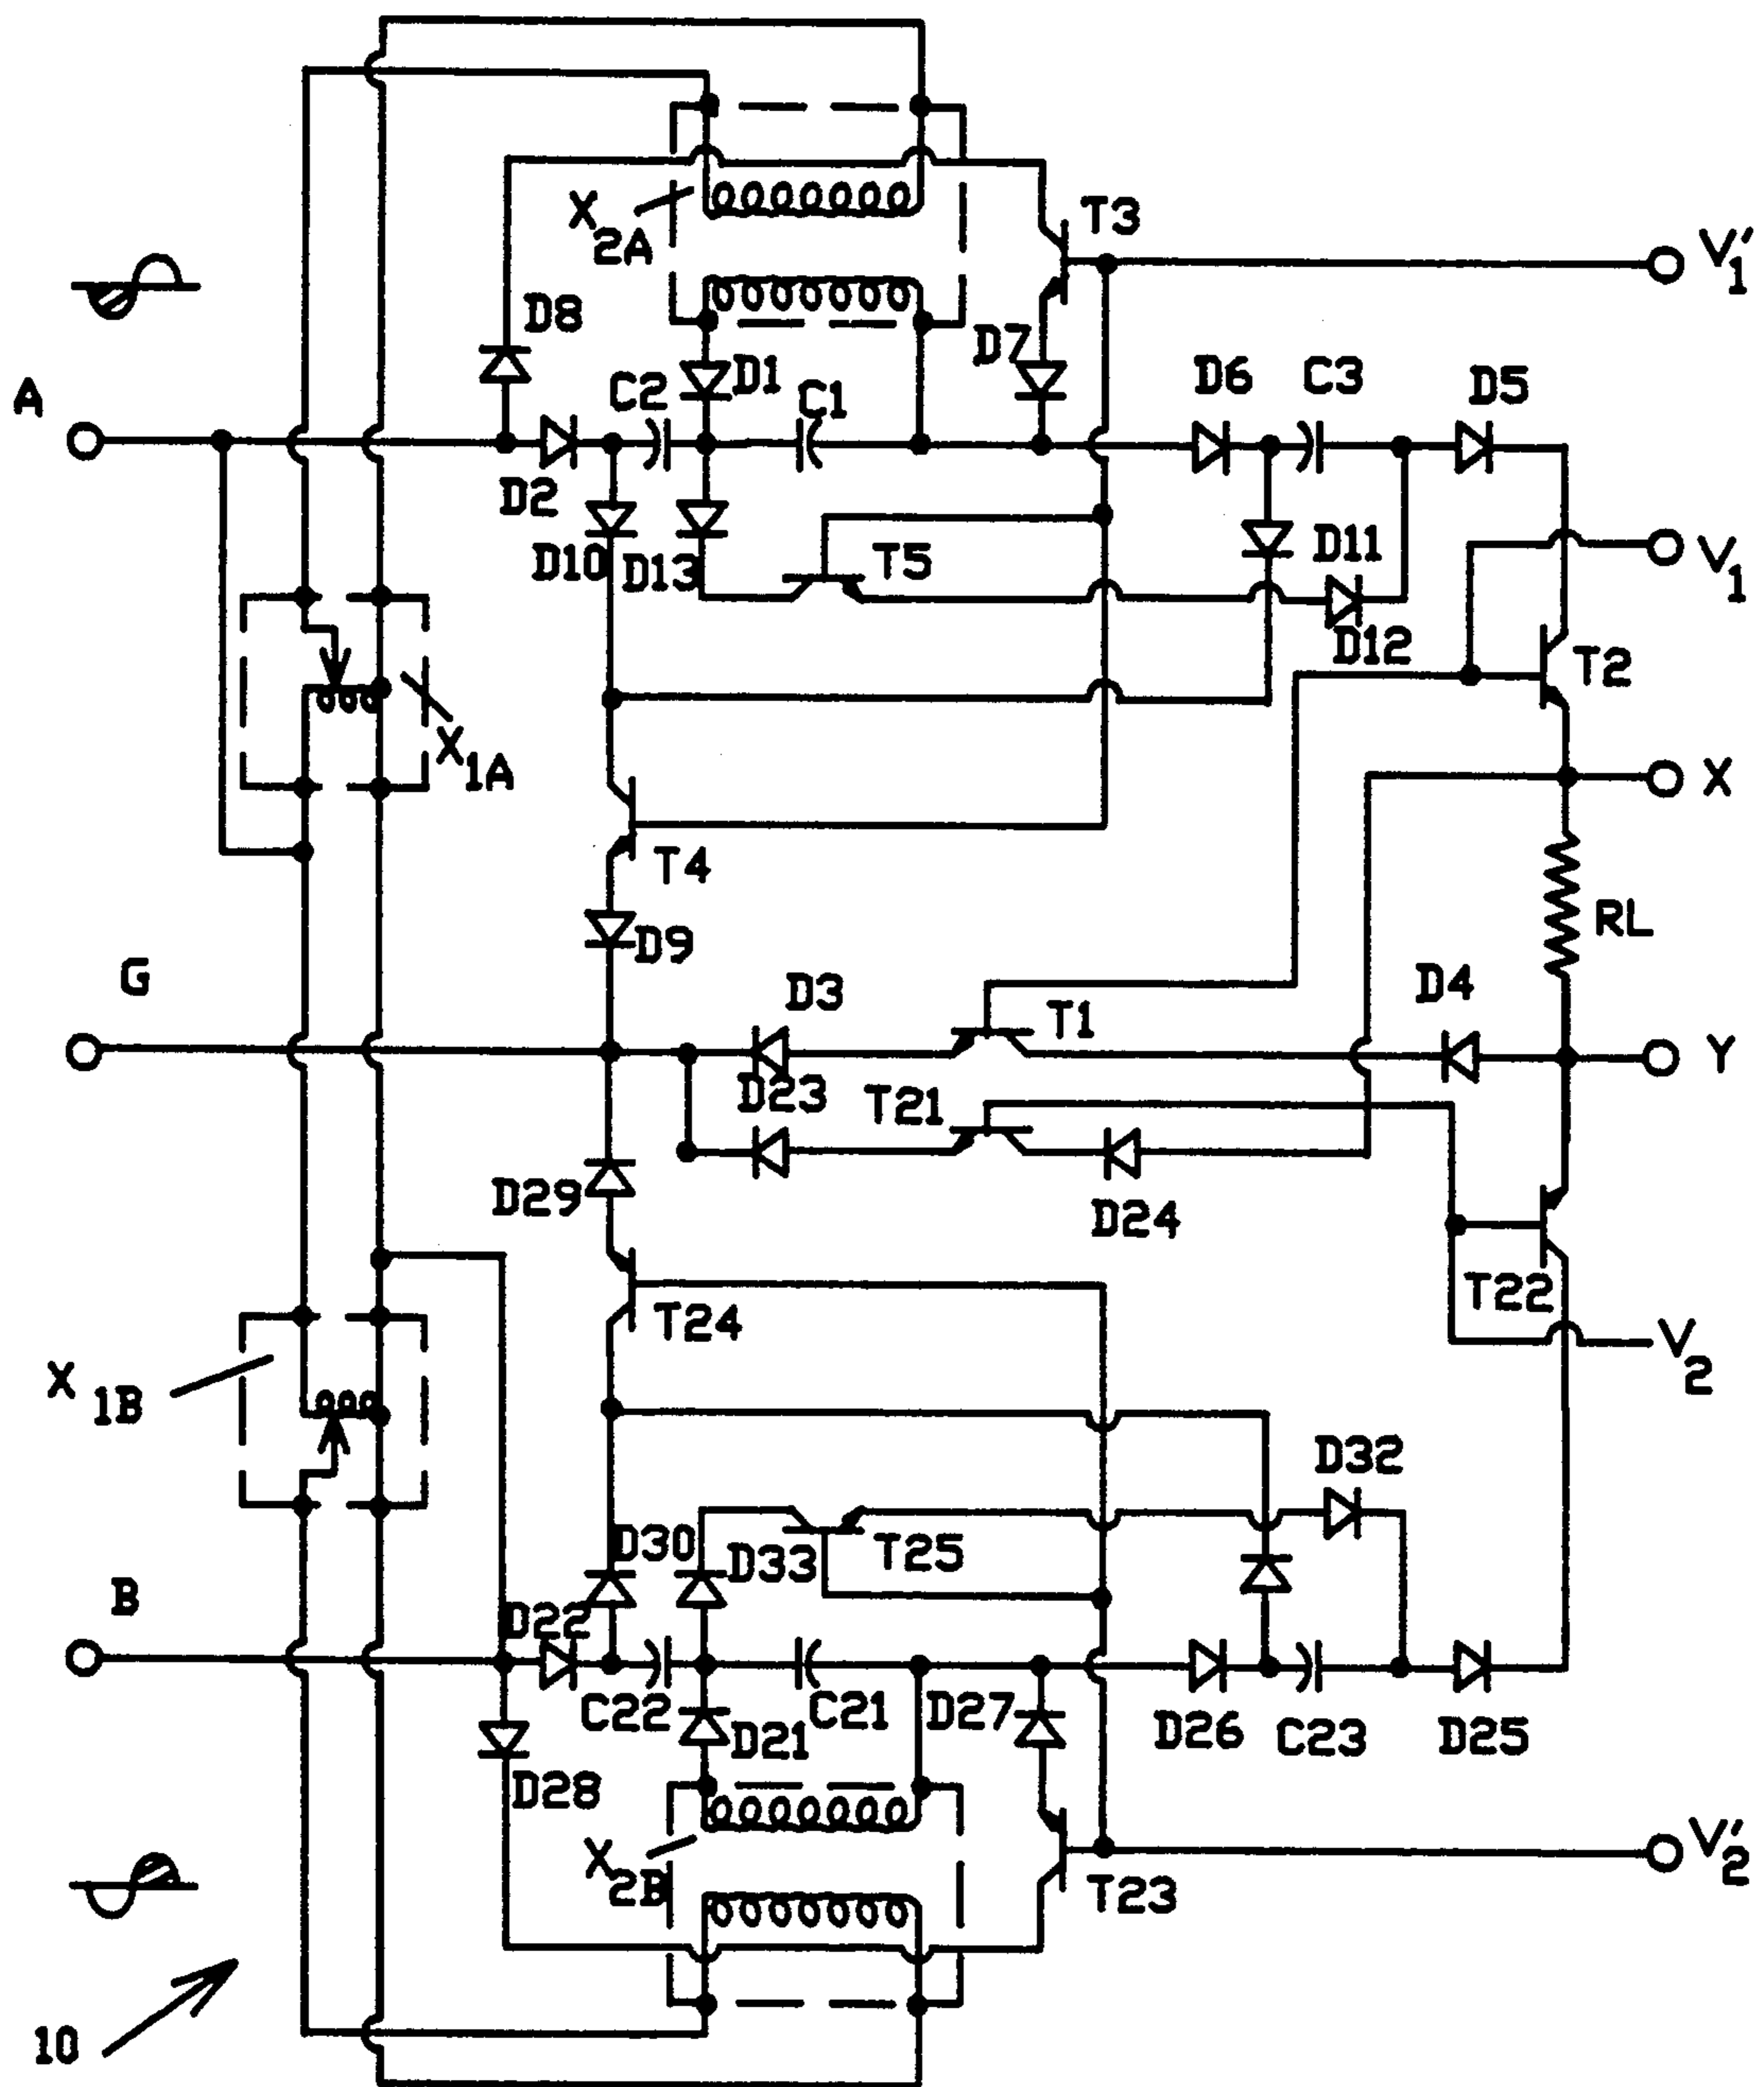 T3
V1'
X2A
D8
D7
A
C2
D1
C1
D6
C3
D5
D2
D10
D13
T5
D11
V1
D12
T2
X1A
X
T4
D9
RL
G
D3
T1
D4
Y
D23
T21
D29
D24
T24
T22
V2
X1B
D32
D30
D33
T25
B
D22
C22
D21
C21
D27
D26
C23
D25
D28
X2B
T23
V2'
10